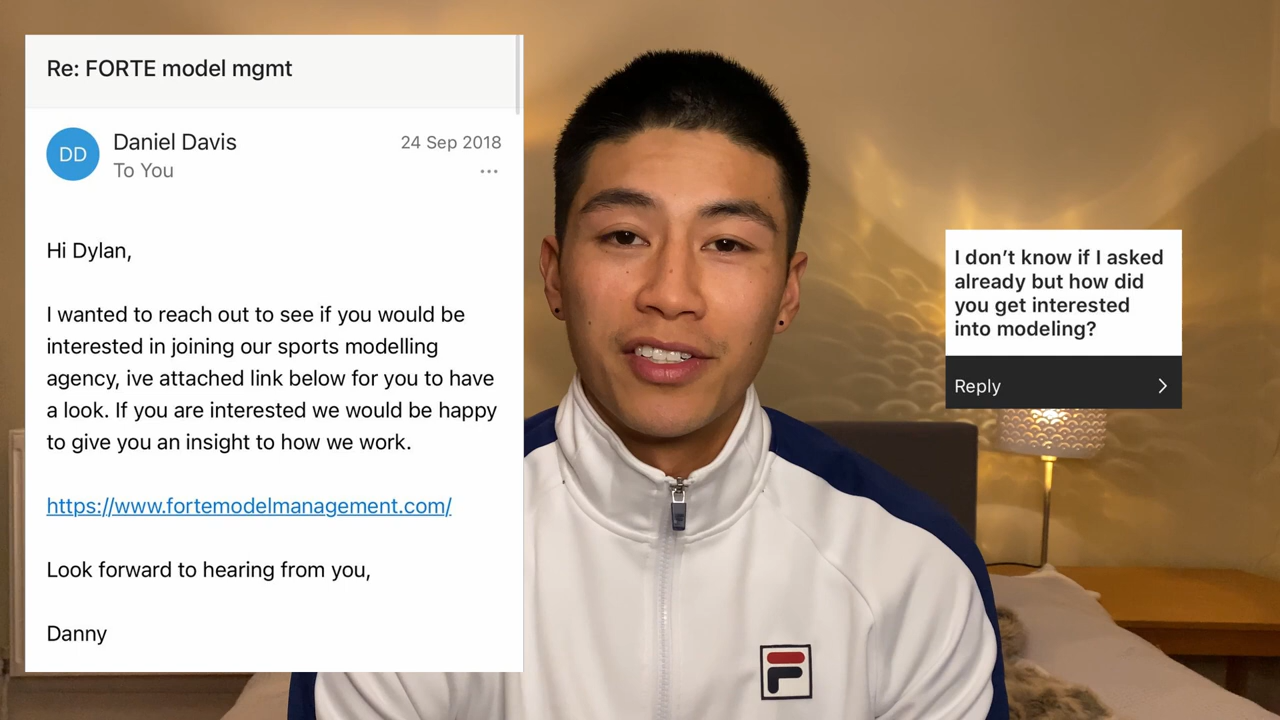 Re: FORTE model mgmt
DD
Daniel Davis
24 Sep 2018
To You
Hi Dylan,
I wanted to reach out to see if you would be
interested in joining our sports modelling
agency, ive attached link below for you to have
a look. If you are interested we would be happy
to give you an insight to how we work.
https://www.fortemodelmanagement.com/
Look forward to hearing from you,
Danny
I don’t know if I asked
already but how did
you get interested
into modeling?
Reply
F